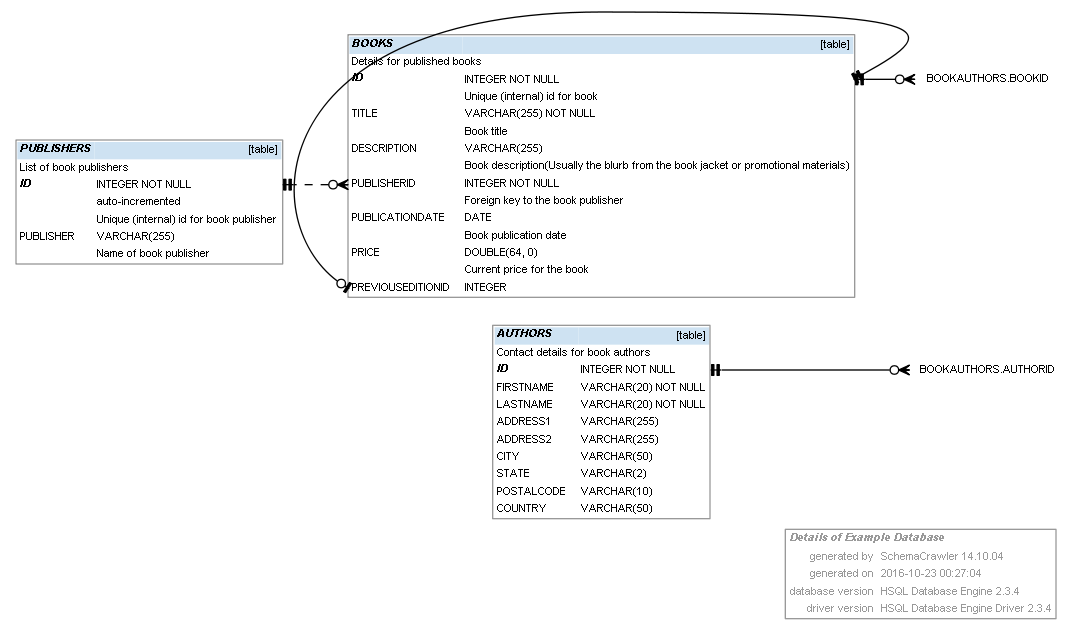 BOOKS [table]
Details for published books
ID INTEGER NOT NULL
Unique (internal) id for book
TITLE VARCHAR(255) NOT NULL
Book title
DESCRIPTION VARCHAR(255)
Book description(Usually the blurb from the book jacket or promotional materials)
PUBLISHERID INTEGER NOT NULL
Foreign key to the book publisher
PUBLICATIONDATE DATE
Book publication date
PRICE DOUBLE(64, 0)
Current price for the book
PREVIOUSEDITIONID INTEGER
BOOKAUTHORS.BOOKID
PUBLISHERS [table]
List of book publishers
ID INTEGER NOT NULL
auto-incremented
Unique (internal) id for book publisher
PUBLISHER VARCHAR(255)
Name of book publisher
AUTHORS [table]
Contact details for book authors
ID INTEGER NOT NULL
FIRSTNAME VARCHAR(20) NOT NULL
LASTNAME VARCHAR(20) NOT NULL
ADDRESS1 VARCHAR(255)
ADDRESS2 VARCHAR(255)
CITY VARCHAR(50)
STATE VARCHAR(2)
POSTALCODE VARCHAR(10)
COUNTRY VARCHAR(50)
BOOKAUTHORS.AUTHORID
Details of Example Database
generated by SchemaCrawler 14.10.04
generated on 2016-10-23 00:27:04
database version HSQL Database Engine 2.3.4
driver version HSQL Database Engine Driver 2.3.4